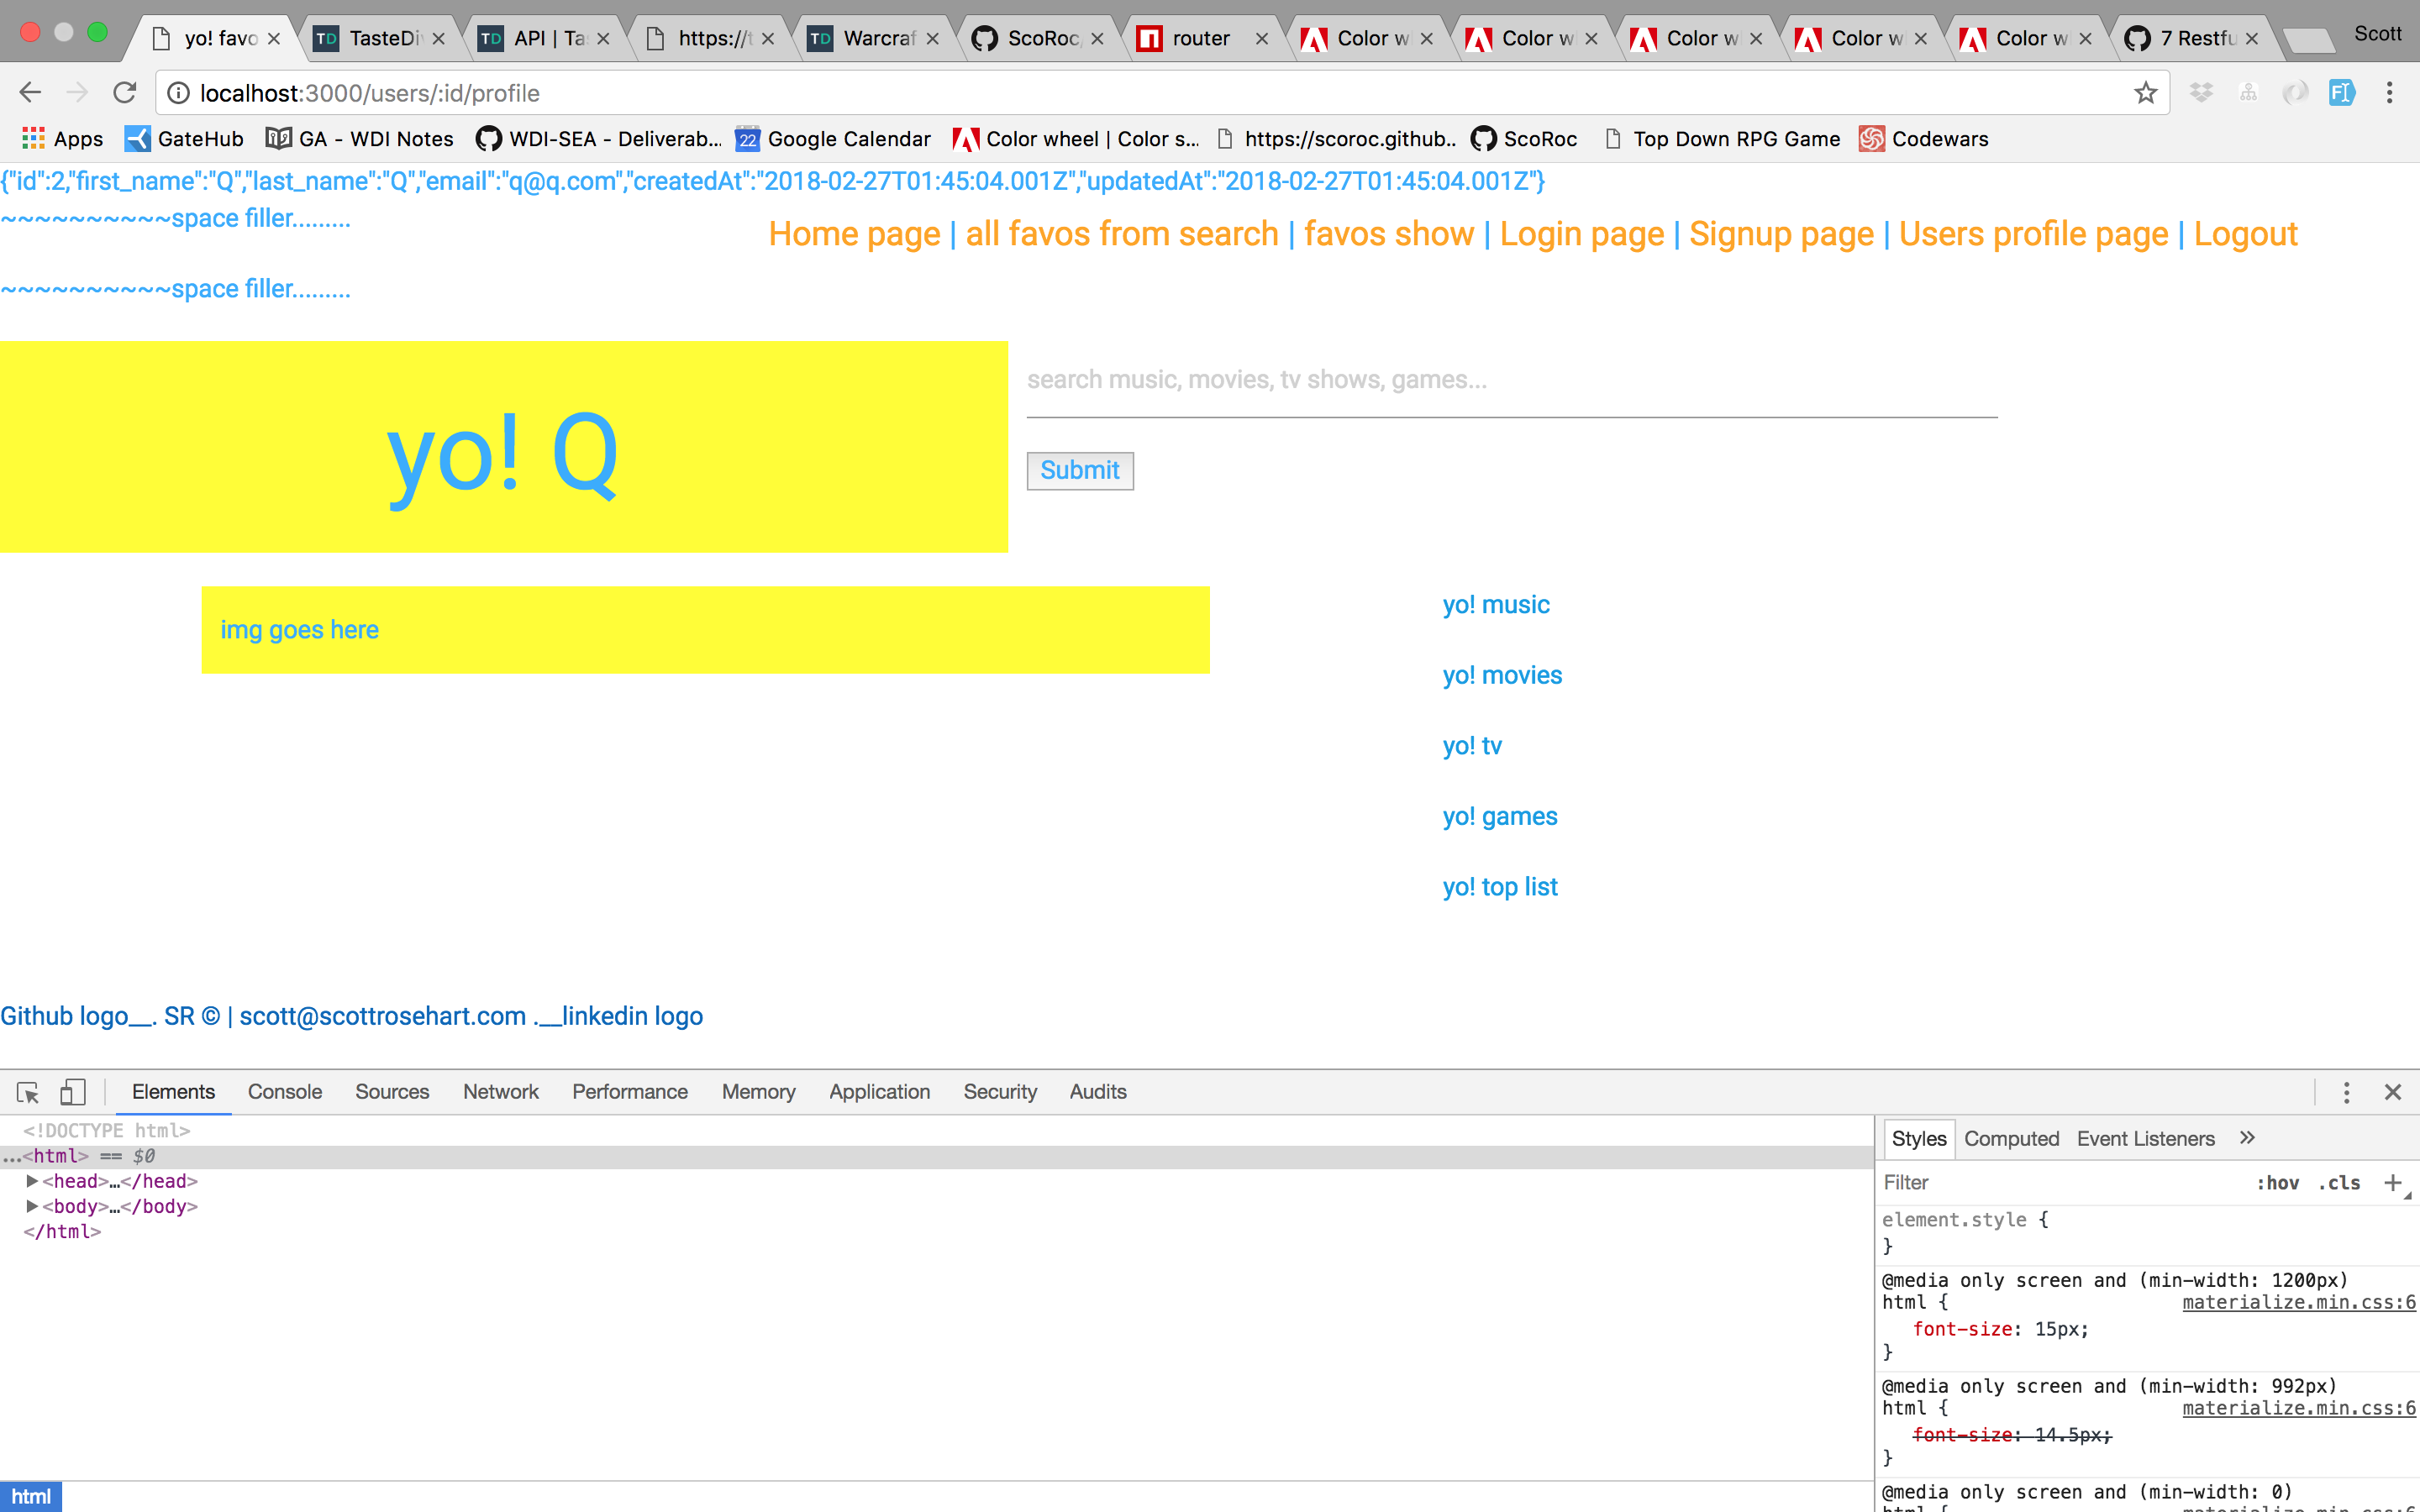 yo! favo
TasteDi
API | Ta
https://t
Warcraf
ScoRoc
router
Color w
Color w
Color w
Color w
Color w
7 Restfu
Scott
localhost:3000/users/:id/profile
Apps
GateHub
GA - WDI Notes
WDI-SEA - Deliverab...
22
Google Calendar
Color wheel | Color s...
https://scoroc.github...
ScoRoc
Top Down RPG Game
Codewars
{"id":2,"first_name":"Q","last_name":"Q","email":"q@q.com","createdAt":"2018-02-27T01:45:04.001Z","updatedAt":"2018-02-27T01:45:04.001Z"}
~~~~~~~~~~space filler.........
Home page | all favos from search | favos show | Login page | Signup page | Users profile page | Logout
~~~~~~~~~~space filler.........
yo! Q
search music, movies, tv shows, games...
Submit
img goes here
yo! music
yo! movies
yo! tv
yo! games
yo! top list
Github logo__. SR © | scott@scottrosehart.com .__linkedin logo
Elements Console Sources Network Performance Memory Application Security Audits
<!DOCTYPE html>
...<html> == $0
<head>…</head>
<body>…</body>
</html>
html
Styles Computed Event Listeners »
Filter :hov .cls +
element.style {
}
@media only screen and (min-width: 1200px)
html { materialize.min.css:6
font-size: 15px;
}
@media only screen and (min-width: 992px)
html { materialize.min.css:6
font-size: 14.5px;
}
@media only screen and (min-width: 0)
html { materialize.min.css:6